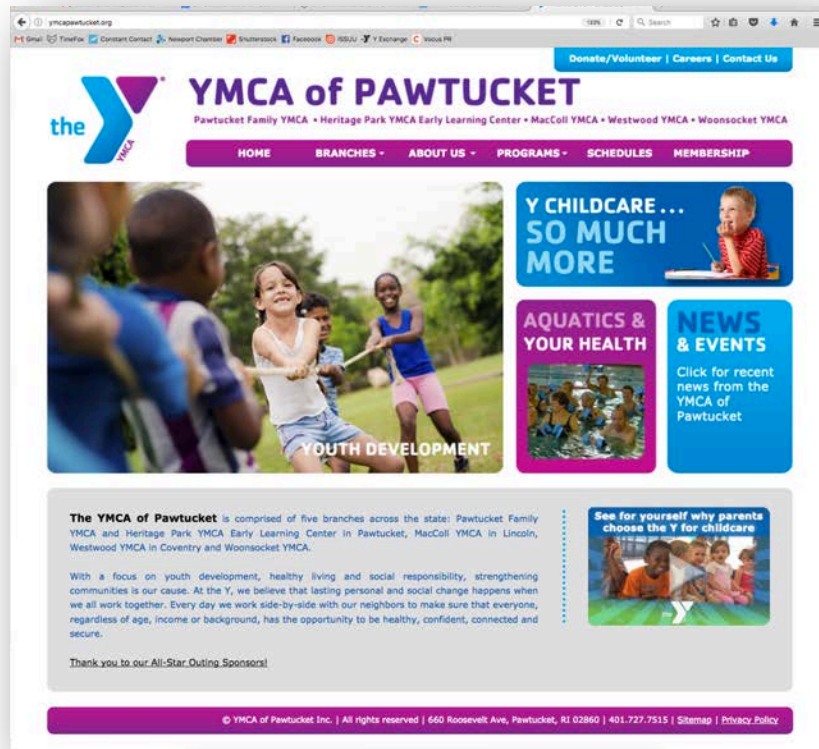 ymcapawtucket.org
120%
Search
Gmail
TimeFox
Constant Contact
Newport Chamber
Shutterstock
Facebook
ISSUU
Y Exchange
Vocus PR
Donate/Volunteer | Careers | Contact Us
the
YMCA
YMCA of PAWTUCKET
Pawtucket Family YMCA • Heritage Park YMCA Early Learning Center • MacColl YMCA • Westwood YMCA • Woonsocket YMCA
HOME BRANCHES ABOUT US PROGRAMS SCHEDULES MEMBERSHIP
YOUTH DEVELOPMENT
Y CHILDCARE ...
SO MUCH
MORE
AQUATICS &
YOUR HEALTH
NEWS
& EVENTS
Click for recent
news from the
YMCA of
Pawtucket
The YMCA of Pawtucket is comprised of five branches across the state: Pawtucket Family
YMCA and Heritage Park YMCA Early Learning Center in Pawtucket, MacColl YMCA in Lincoln,
Westwood YMCA in Coventry and Woonsocket YMCA.
With a focus on youth development, healthy living and social responsibility, strengthening
communities is our cause. At the Y, we believe that lasting personal and social change happens when
we all work together. Every day we work side-by-side with our neighbors to make sure that everyone,
regardless of age, income or background, has the opportunity to be healthy, confident, connected and
secure.
Thank you to our All-Star Outing Sponsors!
See for yourself why parents
choose the Y for childcare
the
© YMCA of Pawtucket Inc. | All rights reserved | 660 Roosevelt Ave, Pawtucket, RI 02860 | 401.727.7515 | Sitemap | Privacy Policy